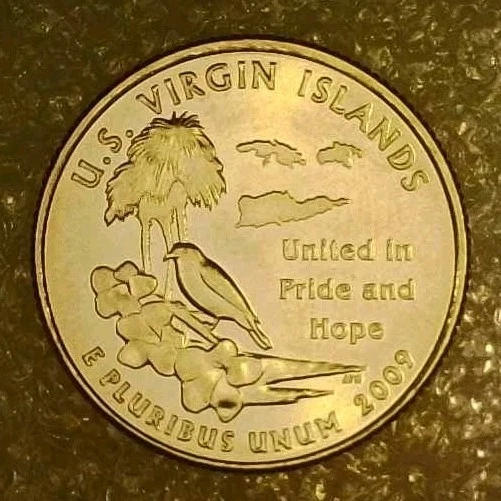 U.S. VIRGIN ISLANDS
United in
Pride and
Hope
E PLURIBUS UNUM 2009